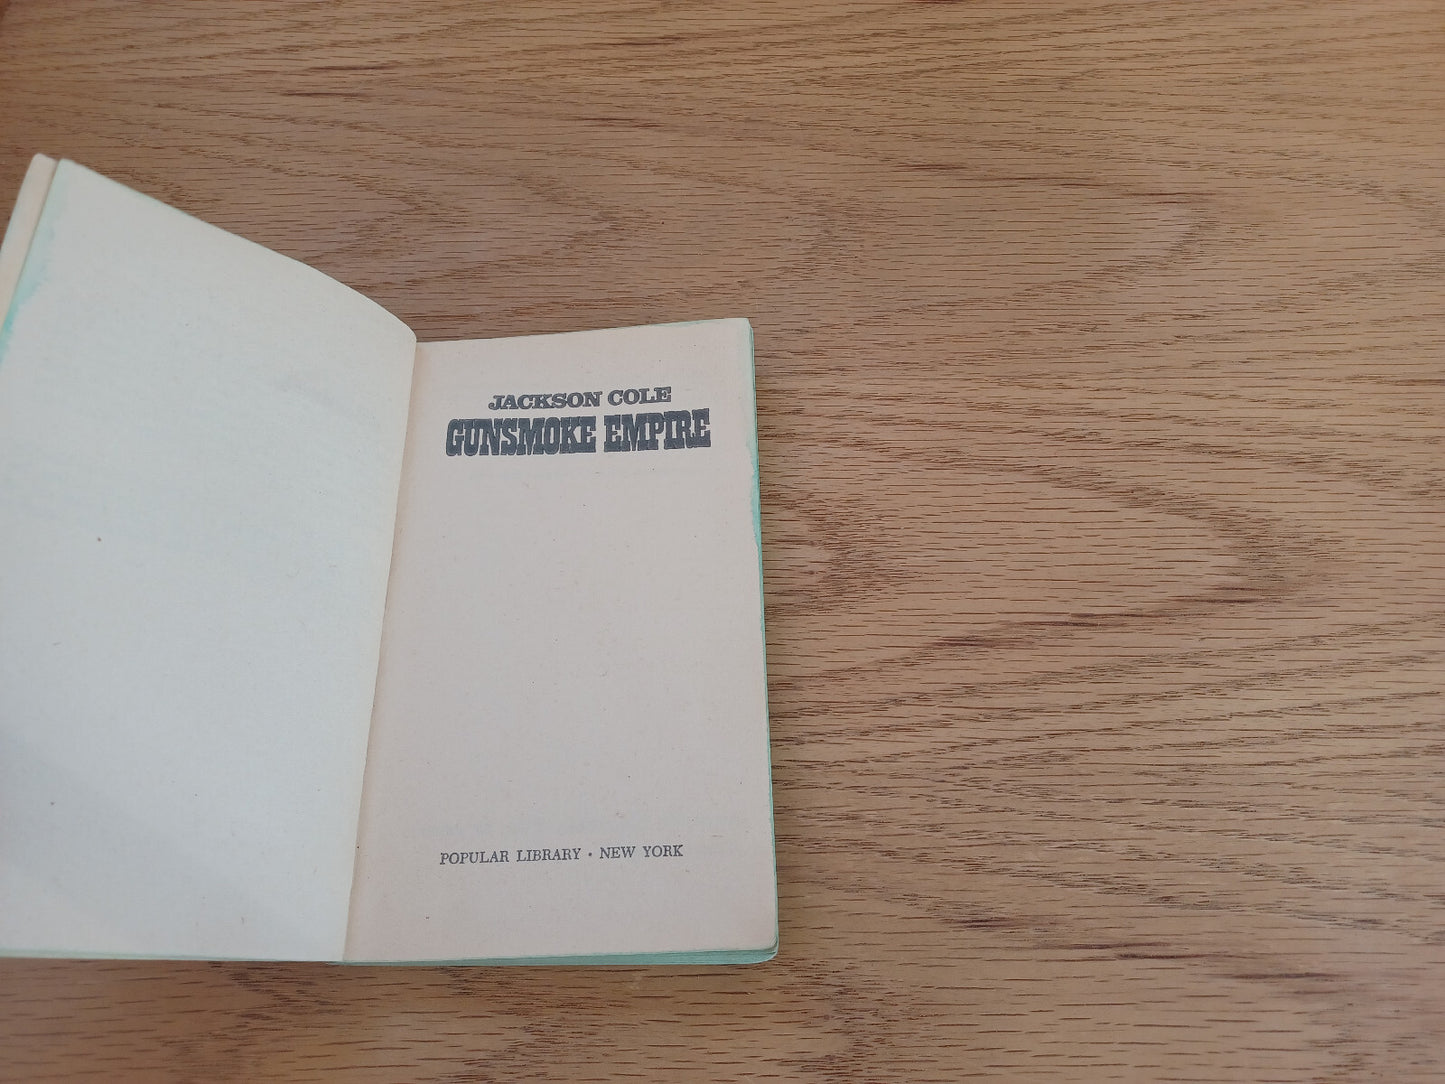 JACKSON COLE
GUNSMOKE EMPIRE
POPULAR LIBRARY • NEW YORK